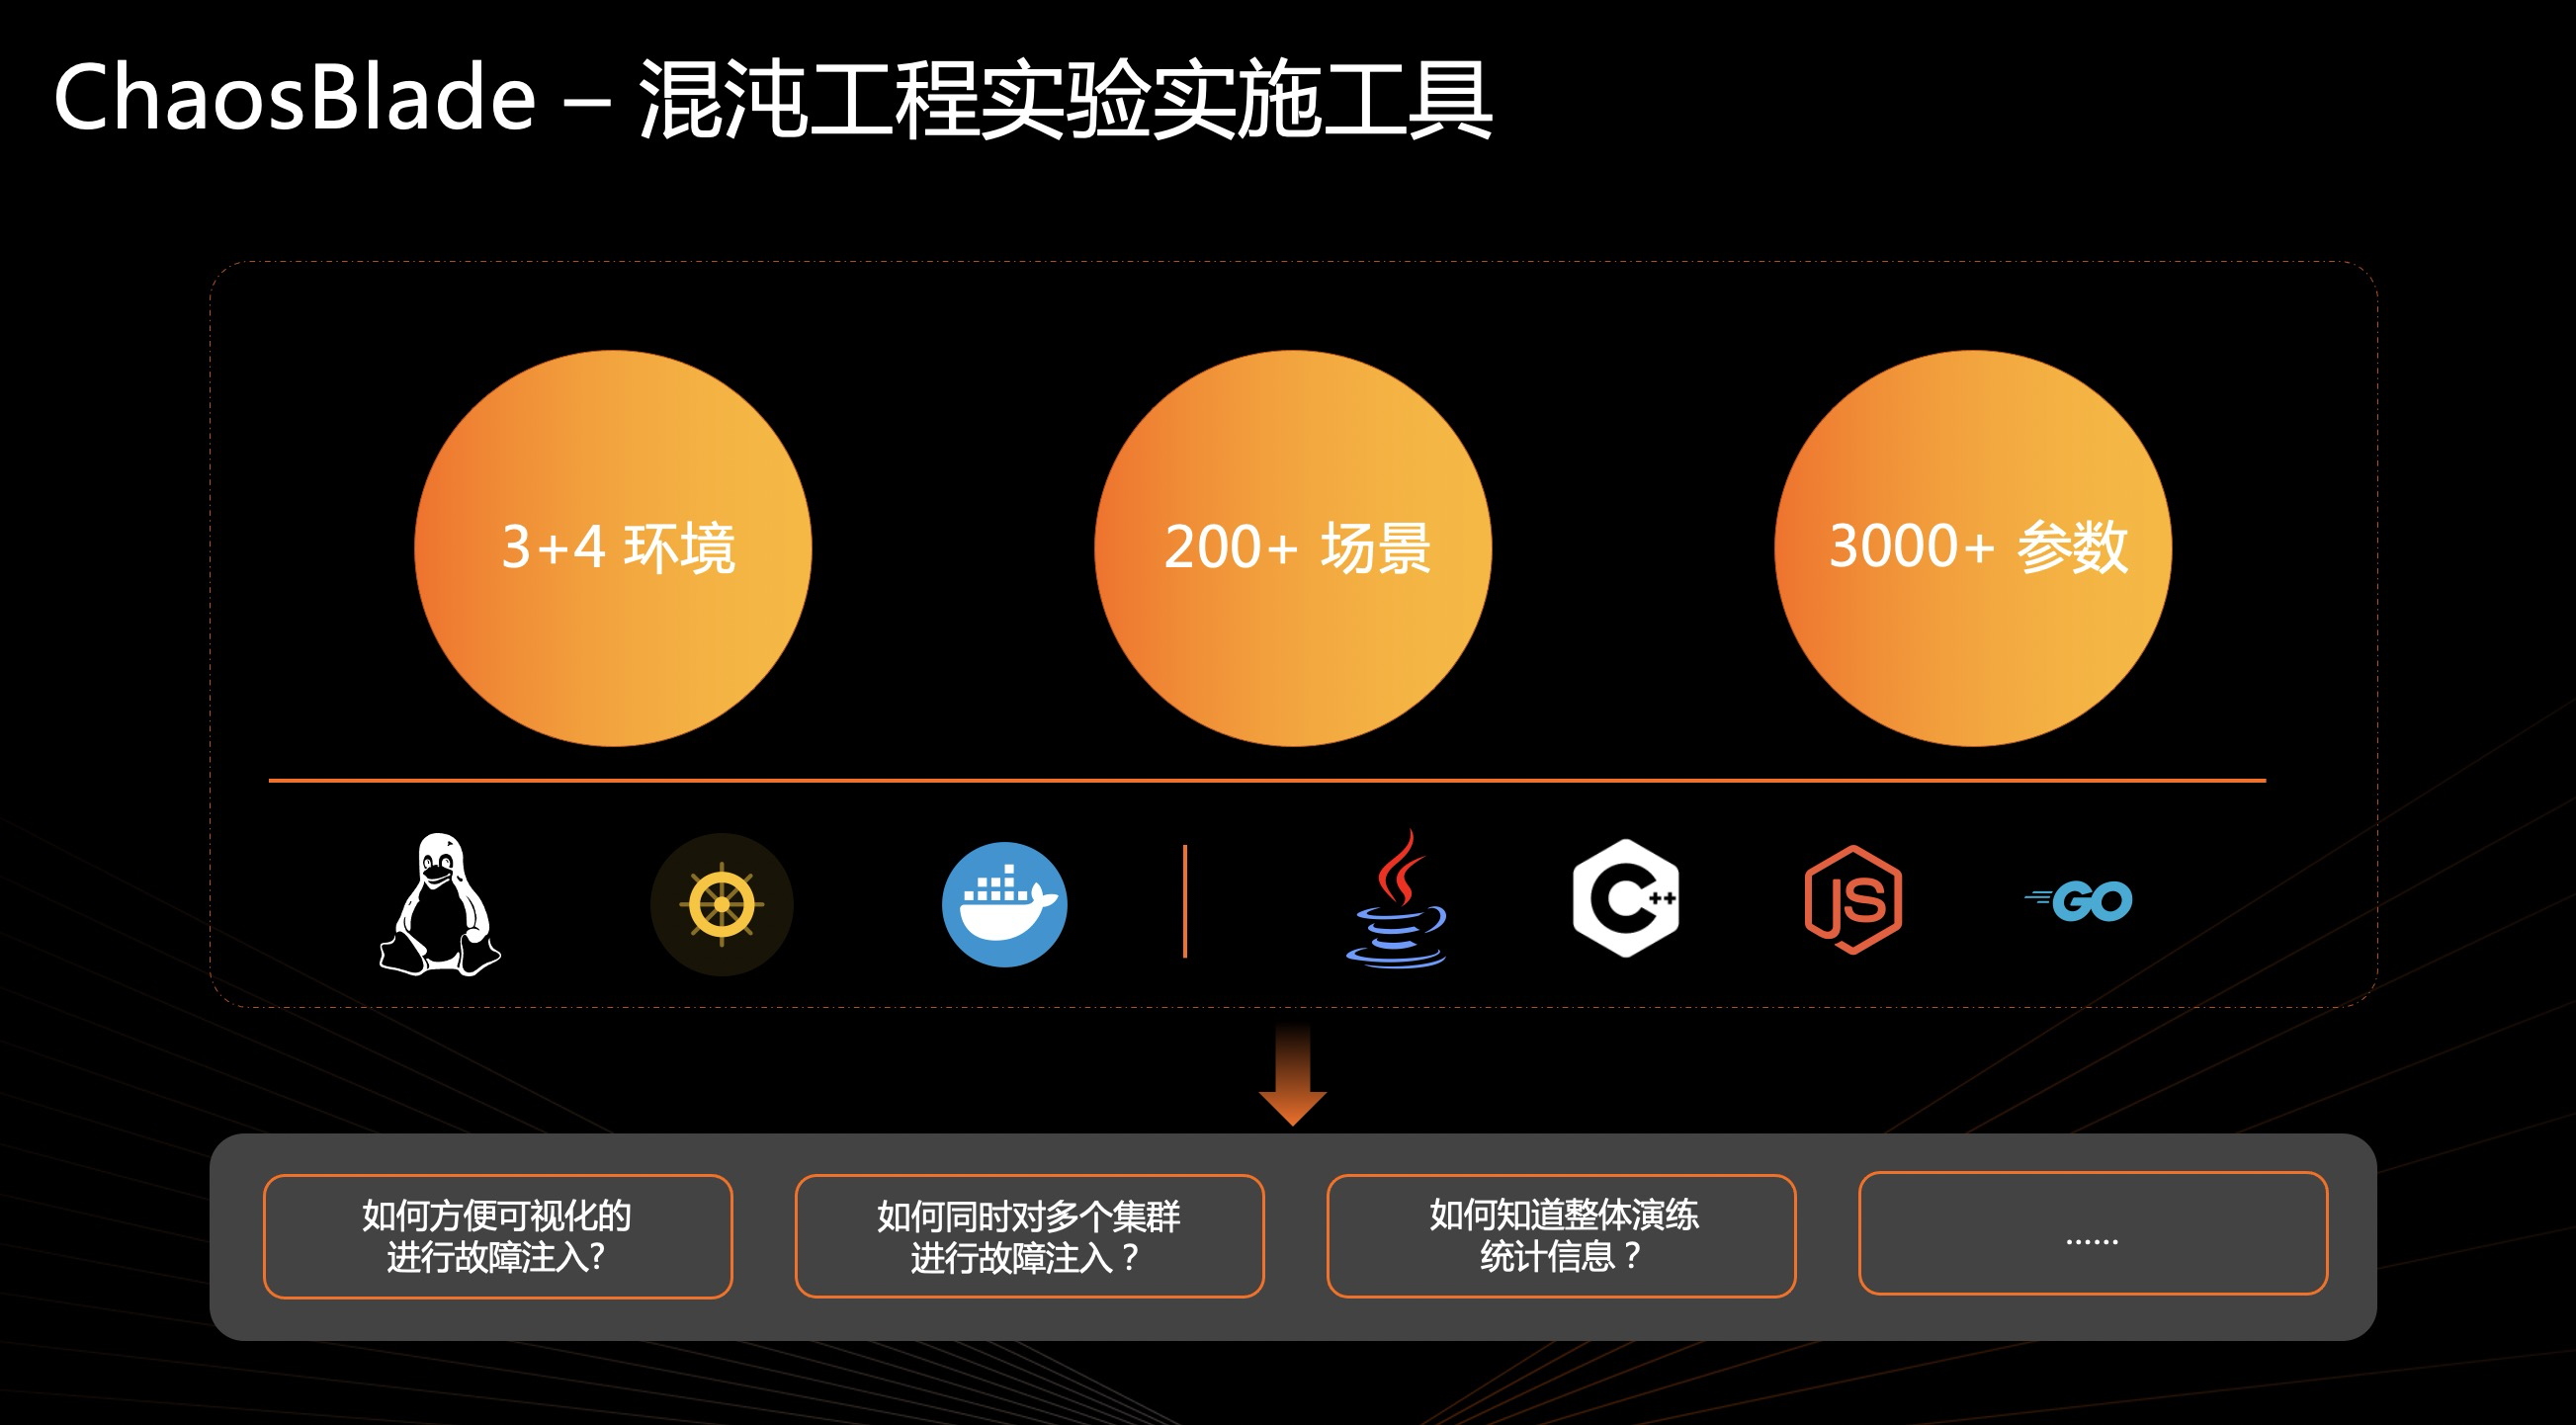 ChaosBlade – 混沌工程实验实施工具
3+4 环境
200+ 场景
3000+ 参数
C++
JS
GO
如何方便可视化的
进行故障注入?
如何同时对多个集群
进行故障注入？
如何知道整体演练
统计信息？
......